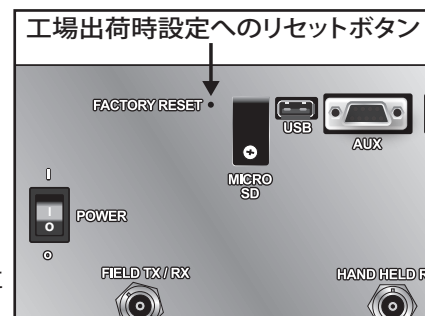 工場出荷時設定へのリセットボタン
FACTORY RESET
USB
AUX
MICRO
SD
I
I
O
POWER
O
FIELD TX / RX
HAND HELD R